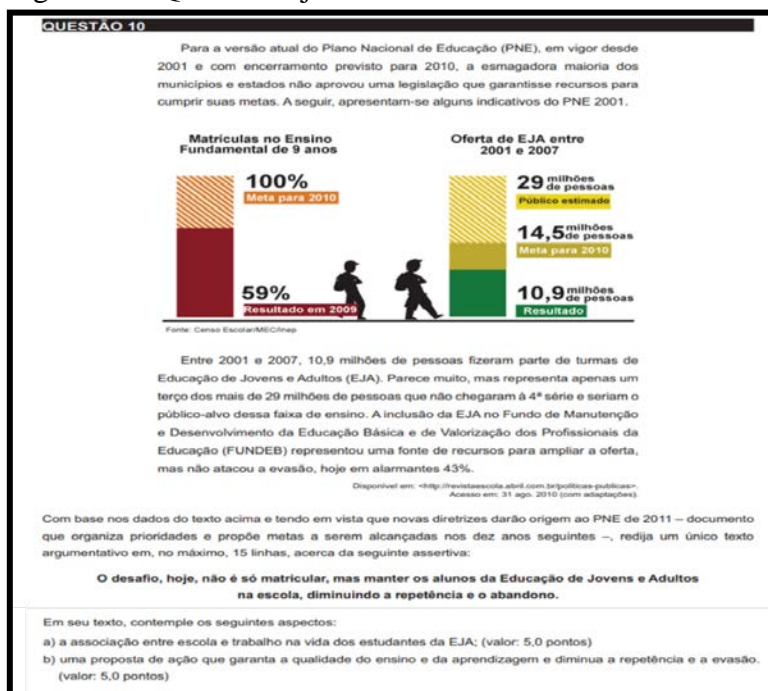 QUESTÃO 10
Para a versão atual do Plano Nacional de Educação (PNE), em vigor desde
2001 e com encerramento previsto para 2010, a esmagadora maioria dos
municípios e estados não aprovou uma legislação que garantisse recursos para
cumprir suas metas. A seguir, apresentam-se alguns indicativos do PNE 2001.
Matrículas no Ensino
Fundamental de 9 anos
100%
Meta para 2010
59%
Resultado em 2009
Oferta de EJA entre
2001 e 2007
29 milhões de pessoas
Público estimado
14,5 milhões de pessoas
Meta para 2010
10,9 milhões de pessoas
Resultado
Fonte: Censo Escolar/MEC/Inep
Entre 2001 e 2007, 10,9 milhões de pessoas fizeram parte de turmas de
Educação de Jovens e Adultos (EJA). Parece muito, mas representa apenas um
terço dos mais de 29 milhões de pessoas que não chegaram à 4ª série e seriam o
público-alvo dessa faixa de ensino. A inclusão da EJA no Fundo de Manutenção
e Desenvolvimento da Educação Básica e de Valorização dos Profissionais da
Educação (FUNDEB) representou uma fonte de recursos para ampliar a oferta,
mas não atacou a evasão, hoje em alarmantes 43%.
Disponível em: <http://revistaescola.abril.com.br/politicas-publicas>.
Acesso em: 31 ago. 2010 (com adaptações).
Com base nos dados do texto acima e tendo em vista que novas diretrizes darão origem ao PNE de 2011 – documento
que organiza prioridades e propõe metas a serem alcançadas nos dez anos seguintes –, redija um único texto
argumentativo em, no máximo, 15 linhas, acerca da seguinte assertiva:
O desafio, hoje, não é só matricular, mas manter os alunos da Educação de Jovens e Adultos
na escola, diminuindo a repetência e o abandono.
Em seu texto, contemple os seguintes aspectos:
a) a associação entre escola e trabalho na vida dos estudantes da EJA; (valor: 5,0 pontos)
b) uma proposta de ação que garanta a qualidade do ensino e da aprendizagem e diminua a repetência e a evasão.
(valor: 5,0 pontos)